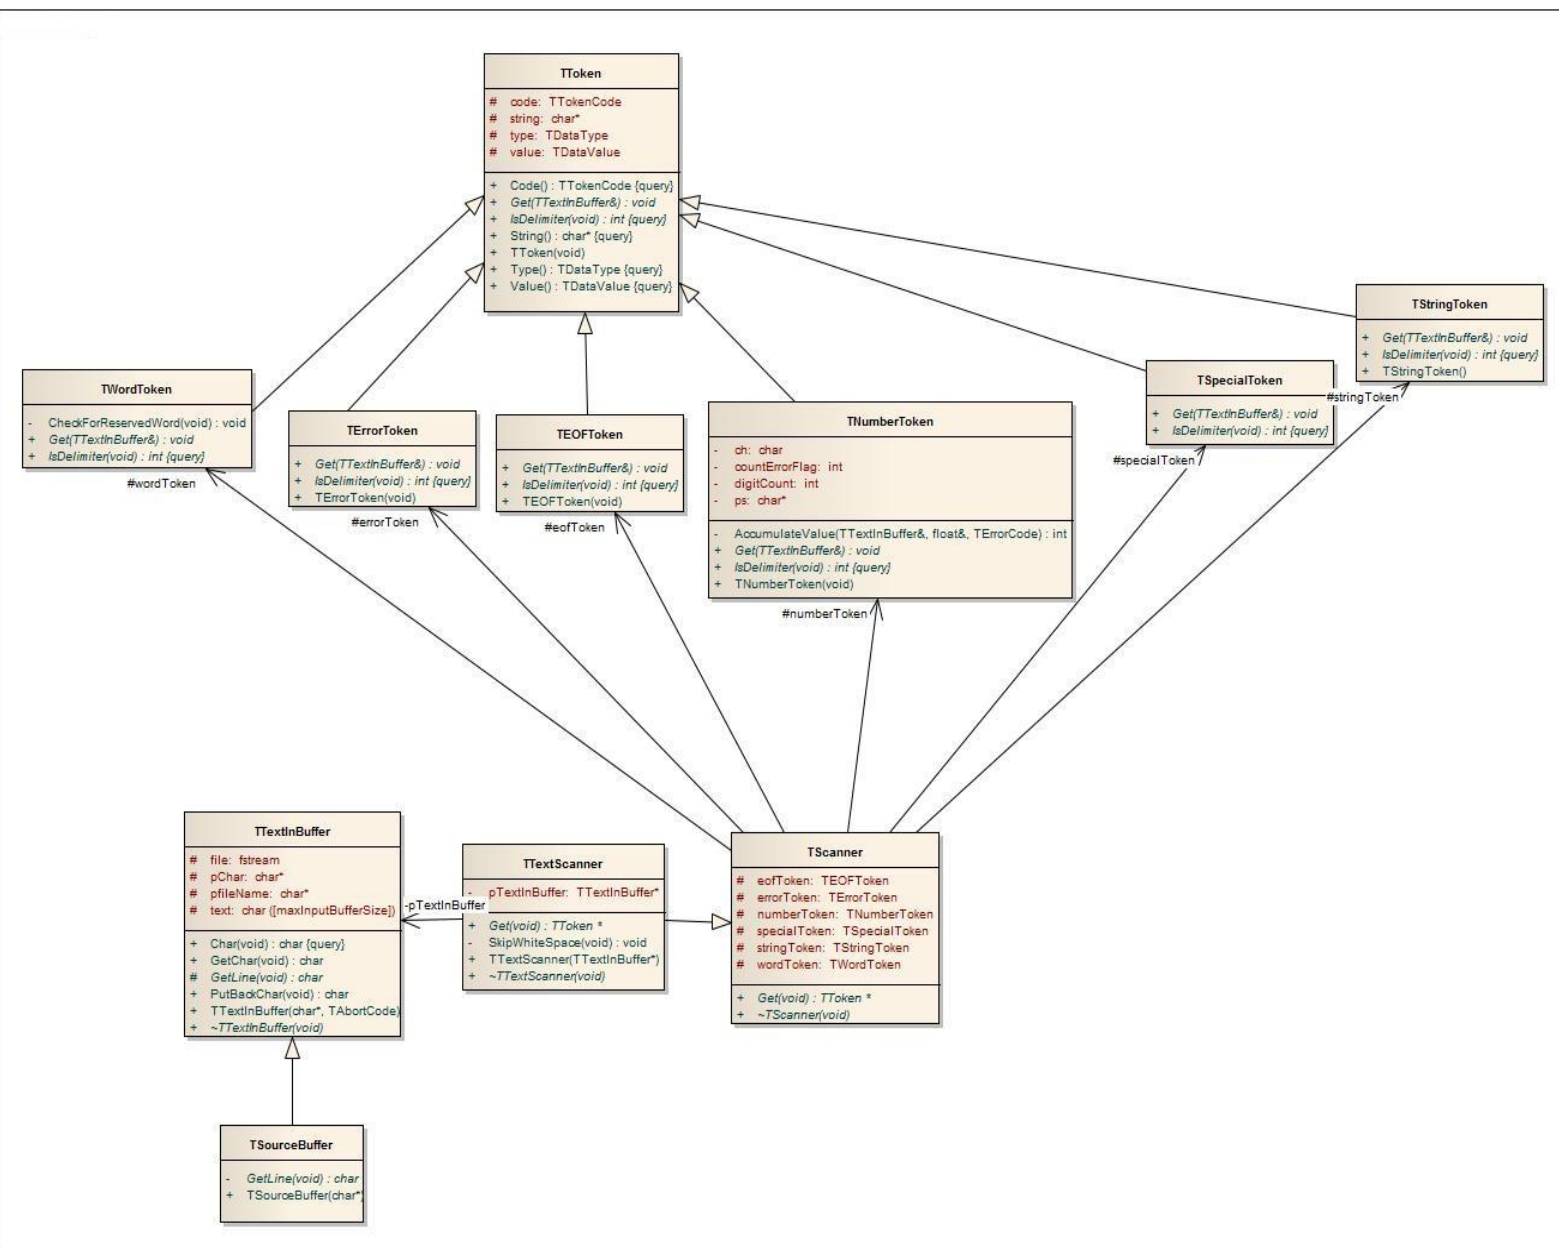 TToken
# code: TTokenCode
# string: char*
# type: TDataType
# value: TDataValue
+ Code() : TTokenCode {query}
+ Get(TTextInBuffer&) : void
+ IsDelimiter(void) : int {query}
+ String() : char* {query}
+ TToken(void)
+ Type() : TDataType {query}
+ Value() : TDataValue {query}
TStringToken
+ Get(TTextInBuffer&) : void
+ IsDelimiter(void) : int {query}
+ TStringToken()
#stringToken
TSpecialToken
+ Get(TTextInBuffer&) : void
+ IsDelimiter(void) : int {query}
#specialToken
TWordToken
- CheckForReservedWord(void) : void
+ Get(TTextInBuffer&) : void
+ IsDelimiter(void) : int {query}
#wordToken
TErrorToken
+ Get(TTextInBuffer&) : void
+ IsDelimiter(void) : int {query}
+ TErrorToken(void)
#errorToken
TEOFToken
+ Get(TTextInBuffer&) : void
+ IsDelimiter(void) : int {query}
+ TEOFToken(void)
#eofToken
TNumberToken
- ch: char
- countErrorFlag: int
- digitCount: int
- ps: char*
- AccumulateValue(TTextInBuffer&, float&, TErrorCode) : int
+ Get(TTextInBuffer&) : void
+ IsDelimiter(void) : int {query}
+ TNumberToken(void)
#numberToken
TTextInBuffer
# file: fstream
# pChar: char*
# pfileName: char*
# text: char ([maxInputBufferSize])
+ Char(void) : char {query}
+ GetChar(void) : char
# GetLine(void) : char
+ PutBackChar(void) : char
+ TTextInBuffer(char*, TAbortCode)
+ ~TTextInBuffer(void)
-pTextInBuffer
TTextScanner
- pTextInBuffer: TTextInBuffer*
+ Get(void) : TToken *
- SkipWhiteSpace(void) : void
+ TTextScanner(TTextInBuffer*)
+ ~TTextScanner(void)
TScanner
# eofToken: TEOFToken
# errorToken: TErrorToken
# numberToken: TNumberToken
# specialToken: TSpecialToken
# stringToken: TStringToken
# wordToken: TWordToken
+ Get(void) : TToken *
+ ~TScanner(void)
TSourceBuffer
- GetLine(void) : char
+ TSourceBuffer(char*)